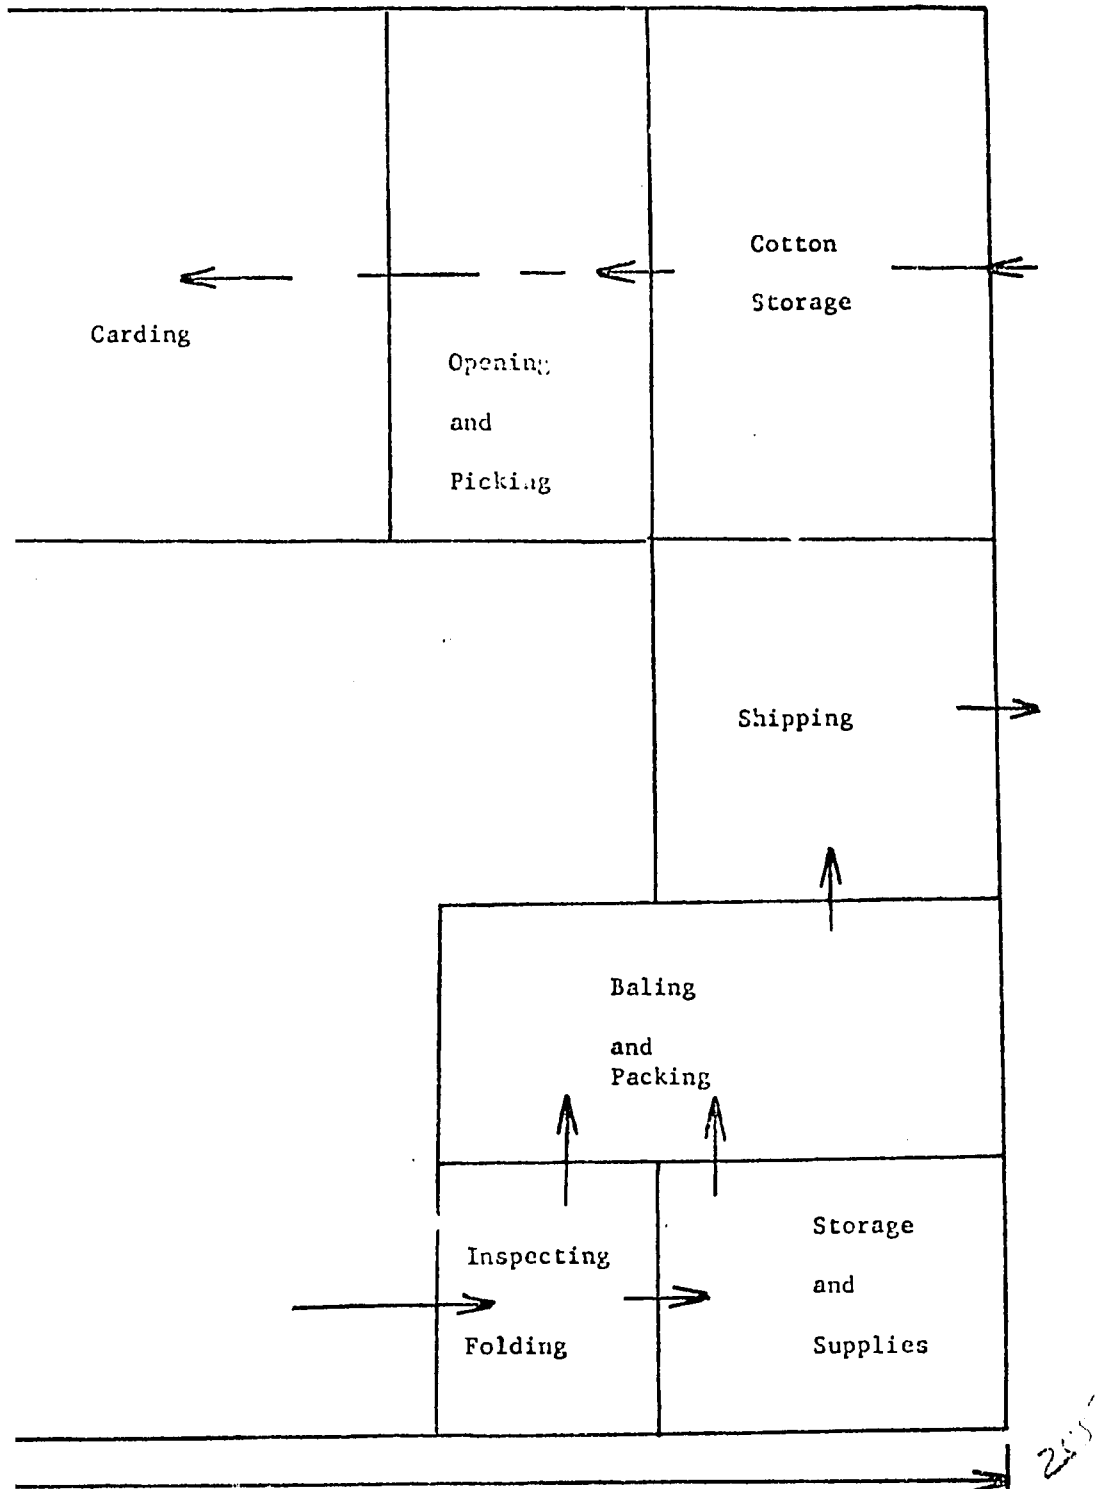 Cotton
Storage
Carding
Opening
and
Picking
Shipping
Baling
and
Packing
Inspecting
Folding
Storage
and
Supplies